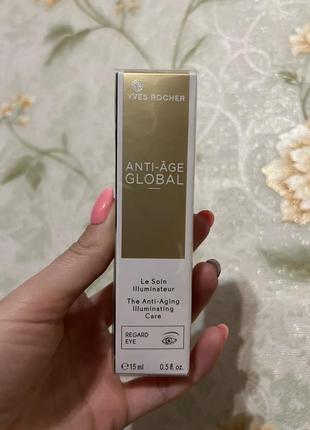 YVES ROCHER
ANTI-ÂGE
GLOBAL
Le Soin
Illuminateur
The Anti-Aging
Illuminating
Care
REGARD
EYE
℮15 ml 0.5 fl. oz.